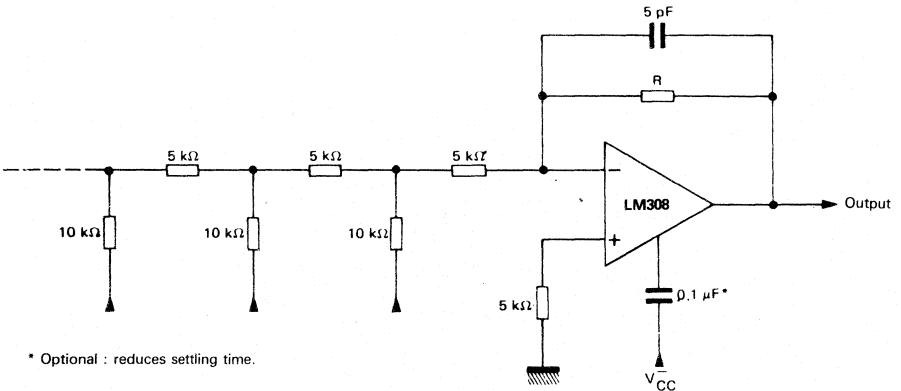 5 pF
R
5 kΩ
5 kΩ
5 kΩ
−
LM308
Output
10 kΩ
10 kΩ
10 kΩ
+
5 kΩ
0.1 µF*
* Optional : reduces settling time.
V‾CC